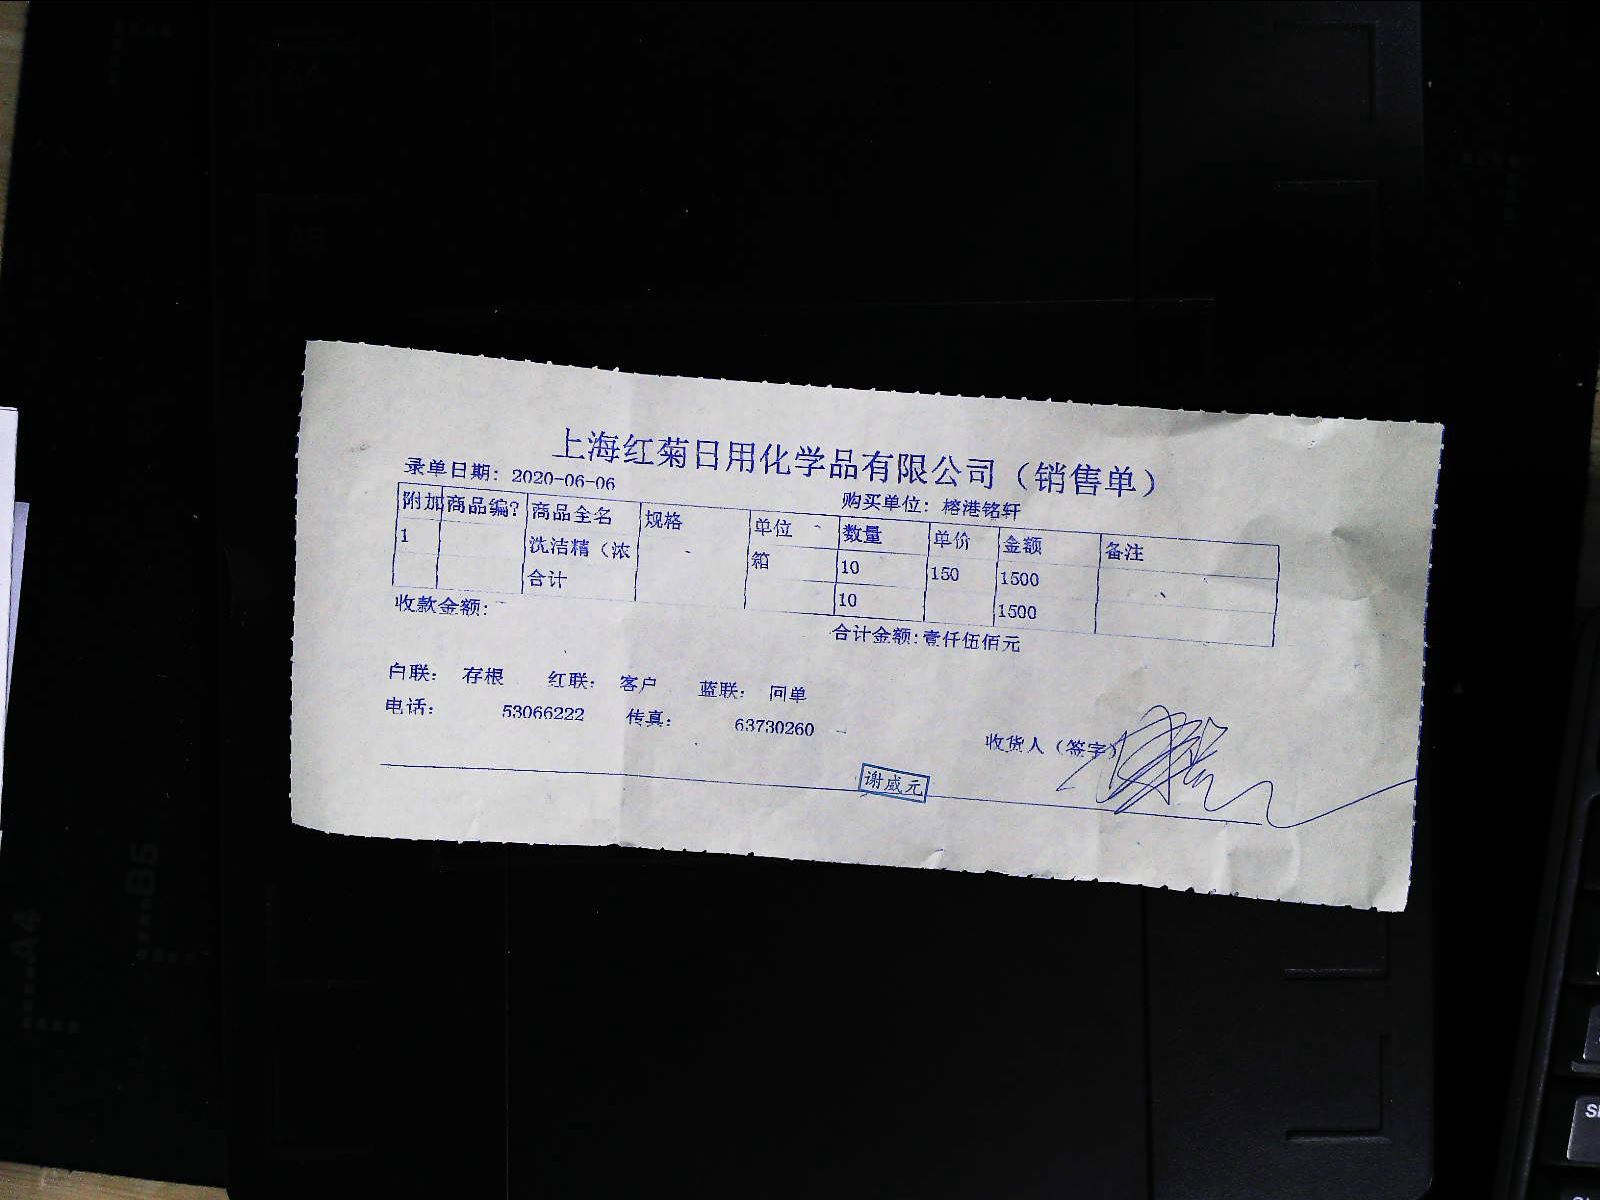 上海红菊日用化学品有限公司（销售单）
录单日期: 2020-06-06 购买单位: 榕港铭轩
附加 商品编? 商品全名 规格 单位 数量 单价 金额 备注
1 洗洁精（浓 箱 10 150 1500
合计 10 1500
收款金额:
合计金额:壹仟伍佰元
白联: 存根 红联: 客户 蓝联: 回单
电话: 53066222 传真: 63730260
收货人（签字）
谢威元
A4
B5